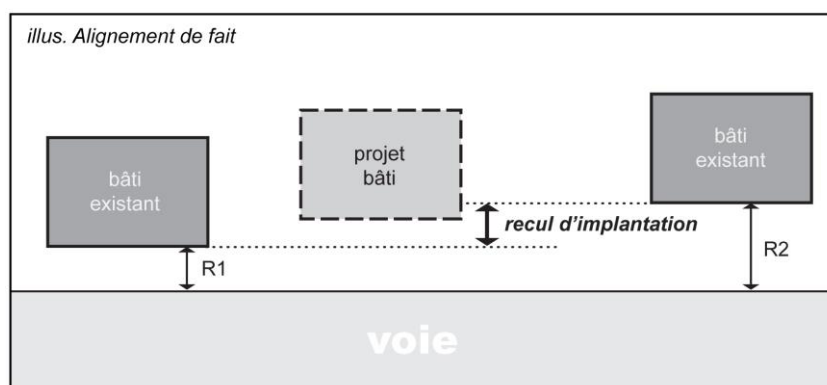 illus. Alignement de fait
bâti
existant
projet
bâti
bâti
existant
recul d'implantation
R1
R2
voie